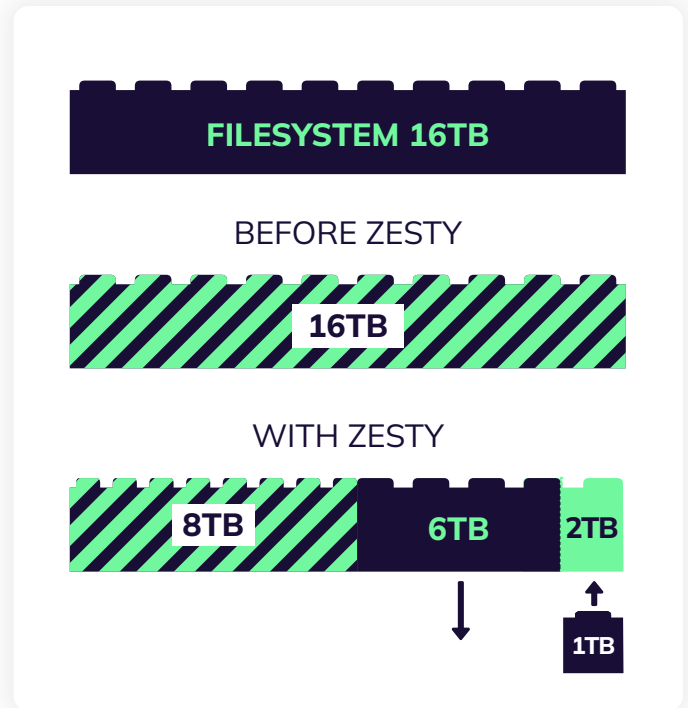 FILESYSTEM 16TB
BEFORE ZESTY
16TB
WITH ZESTY
8TB
6TB
2TB
1TB